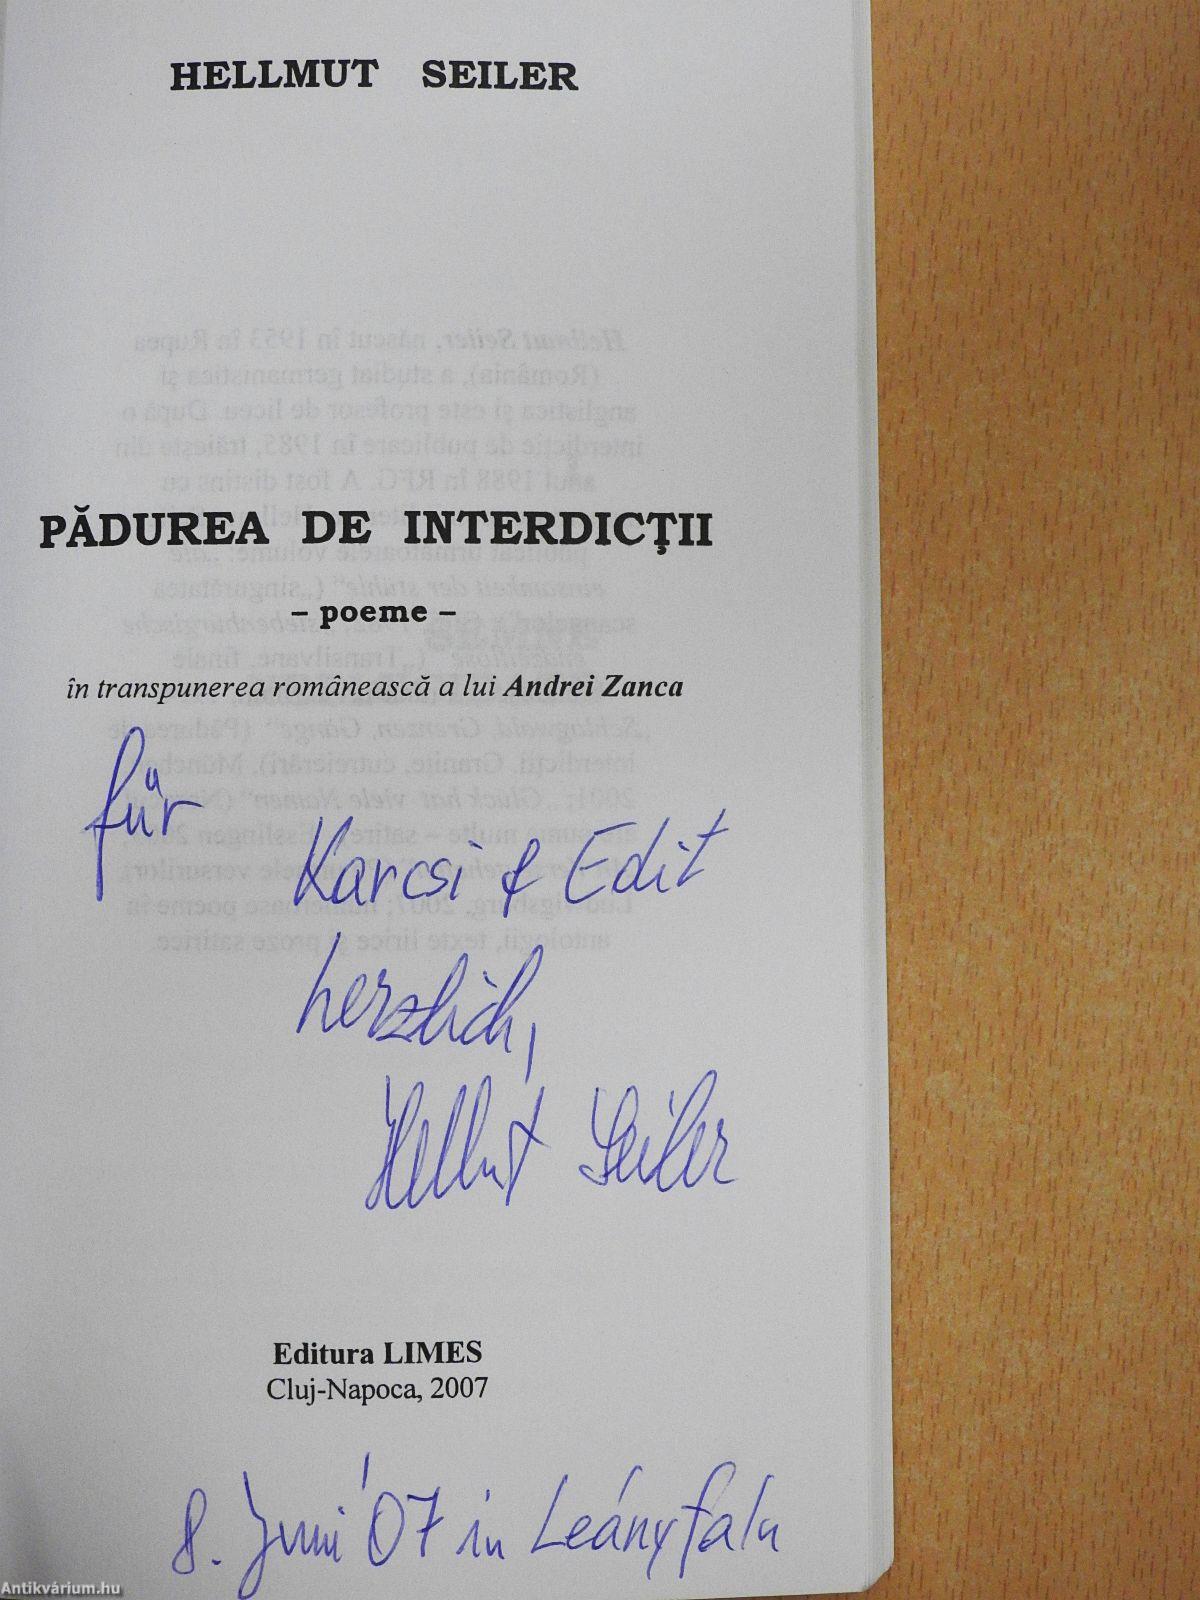 HELLMUT SEILER
PĂDUREA DE INTERDICŢII
– poeme –
în transpunerea românească a lui Andrei Zanca
für
Karcsi & Edit
herzlich,
Hellmut Seiler
Editura LIMES
Cluj-Napoca, 2007
8. Juni '07 in Leányfalu
Antikvárium.hu